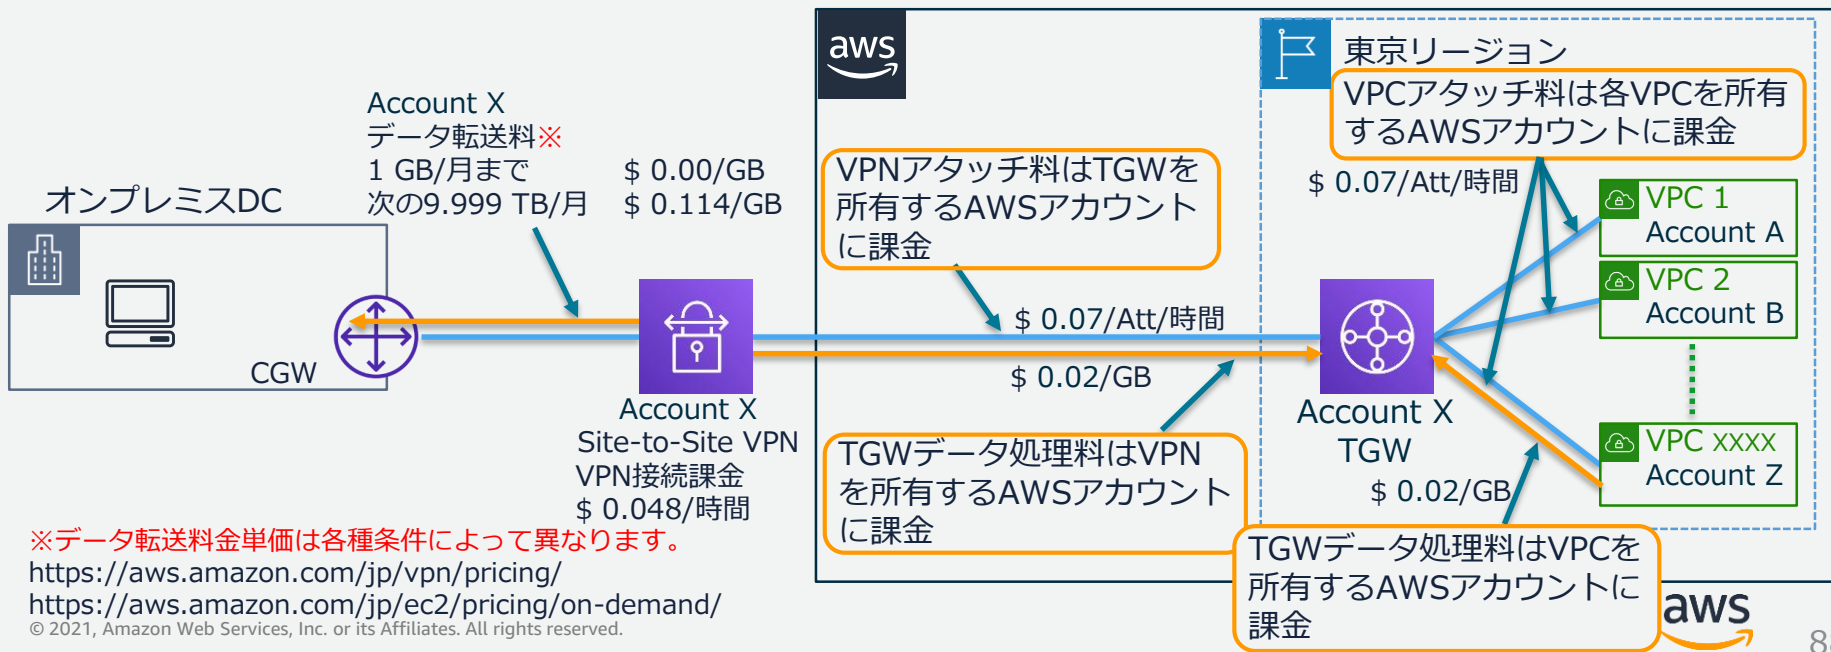 aws
東京リージョン
VPCアタッチ料は各VPCを所有
するAWSアカウントに課金
Account X
データ転送料※
1 GB/月まで $ 0.00/GB
次の9.999 TB/月 $ 0.114/GB
VPNアタッチ料はTGWを
所有するAWSアカウント
に課金
$ 0.07/Att/時間
オンプレミスDC
VPC 1
Account A
VPC 2
Account B
$ 0.07/Att/時間
CGW
$ 0.02/GB
Account X
Site-to-Site VPN
VPN接続課金
$ 0.048/時間
Account X
TGW
VPC XXXX
Account Z
TGWデータ処理料はVPN
を所有するAWSアカウント
に課金
$ 0.02/GB
※データ転送料金単価は各種条件によって異なります。
https://aws.amazon.com/jp/vpn/pricing/
https://aws.amazon.com/jp/ec2/pricing/on-demand/
TGWデータ処理料はVPCを
所有するAWSアカウントに
課金
© 2021, Amazon Web Services, Inc. or its Affiliates. All rights reserved.
aws